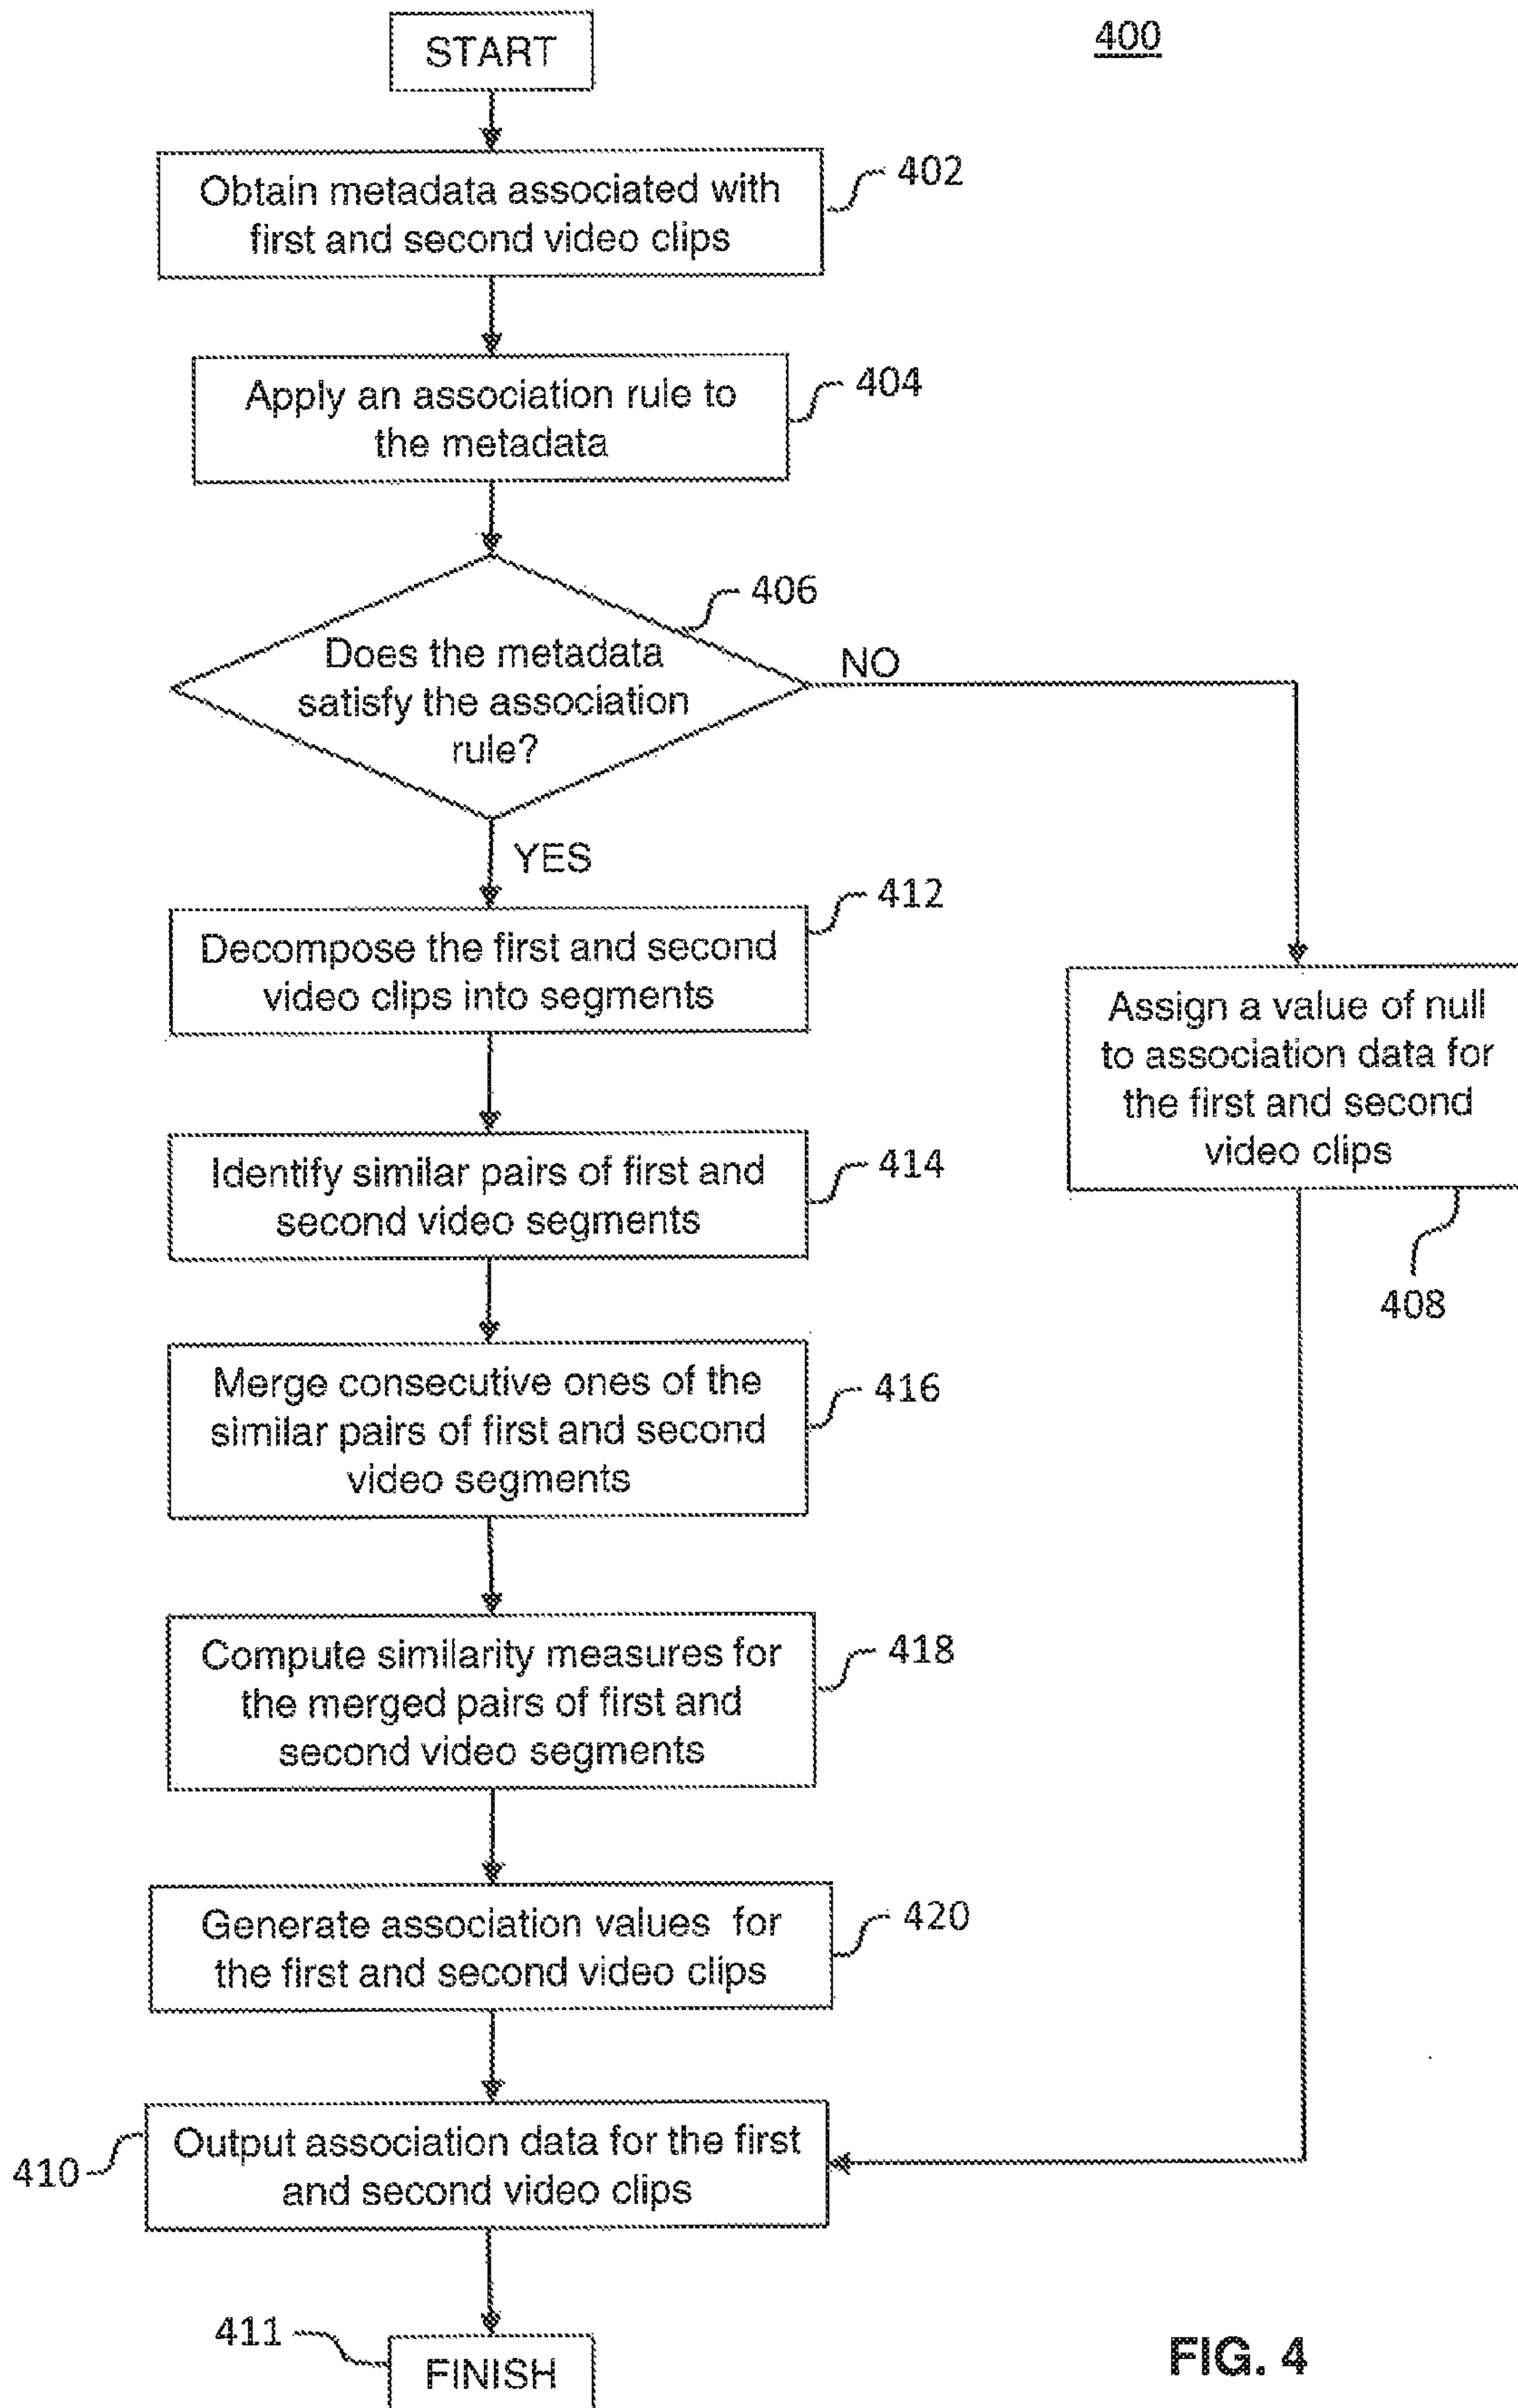 START
400
Obtain metadata associated with
first and second video clips
402
Apply an association rule to
the metadata
404
406
Does the metadata
satisfy the association
rule?
NO
YES
412
Decompose the first and second
video clips into segments
Assign a value of null
to association data for
the first and second
video clips
408
Identify similar pairs of first and
second video segments
414
Merge consecutive ones of the
similar pairs of first and second
video segments
416
Compute similarity measures for
the merged pairs of first and
second video segments
418
Generate association values for
the first and second video clips
420
410
Output association data for the first
and second video clips
411
FINISH
FIG. 4